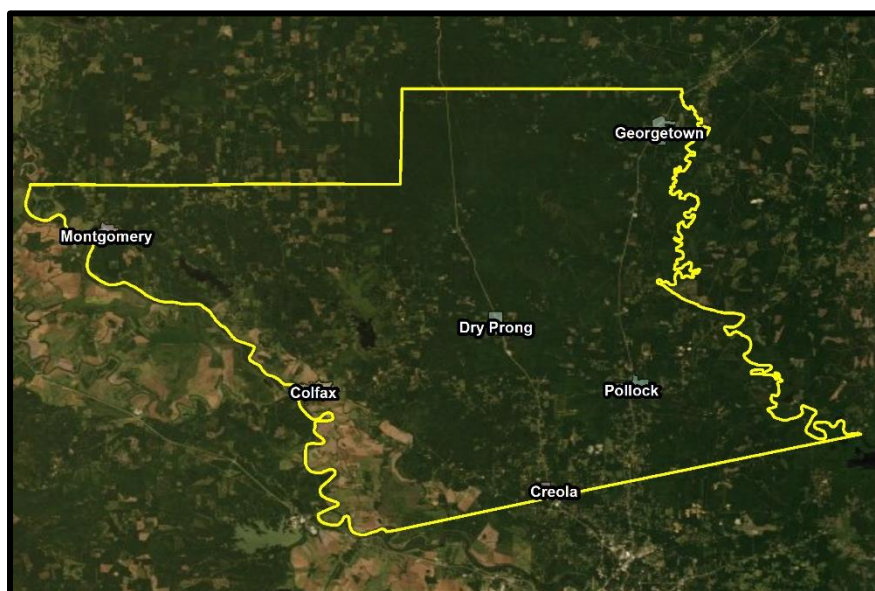 Georgetown
Montgomery
Dry Prong
Colfax
Pollock
Creola